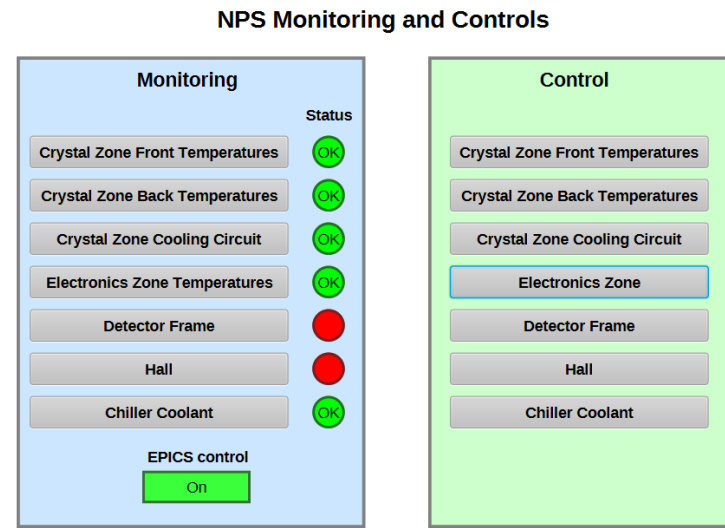 NPS Monitoring and Controls
Monitoring
Status
Crystal Zone Front Temperatures OK
Crystal Zone Back Temperatures OK
Crystal Zone Cooling Circuit OK
Electronics Zone Temperatures OK
Detector Frame
Hall
Chiller Coolant OK
EPICS control
On
Control
Crystal Zone Front Temperatures
Crystal Zone Back Temperatures
Crystal Zone Cooling Circuit
Electronics Zone
Detector Frame
Hall
Chiller Coolant